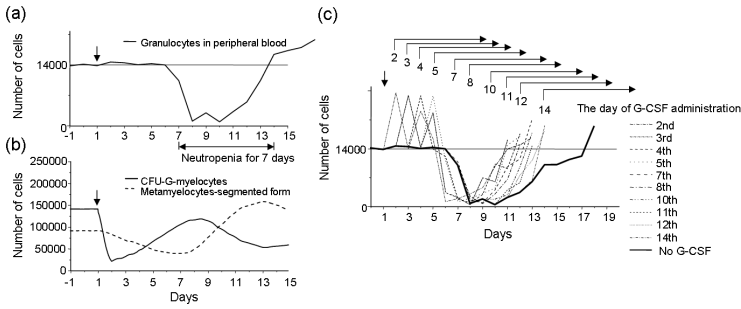 (a)
Number of cells
14000
0
Granulocytes in peripheral blood
-1 1 3 5 7 9 11 13 15
Neutropenia for 7 days
(b)
Number of cells
250000
200000
150000
100000
50000
0
CFU-G-myelocytes
Metamyelocytes-segmented form
-1 1 3 5 7 9 11 13 15
Days
(c)
2
3
4
5
7
8
10
11
12
14
Number of cells
14000
0
-1 1 3 5 7 9 11 13 15 17 19
Days
The day of G-CSF administration
2nd
3rd
4th
5th
7th
8th
10th
11th
12th
14th
No G-CSF